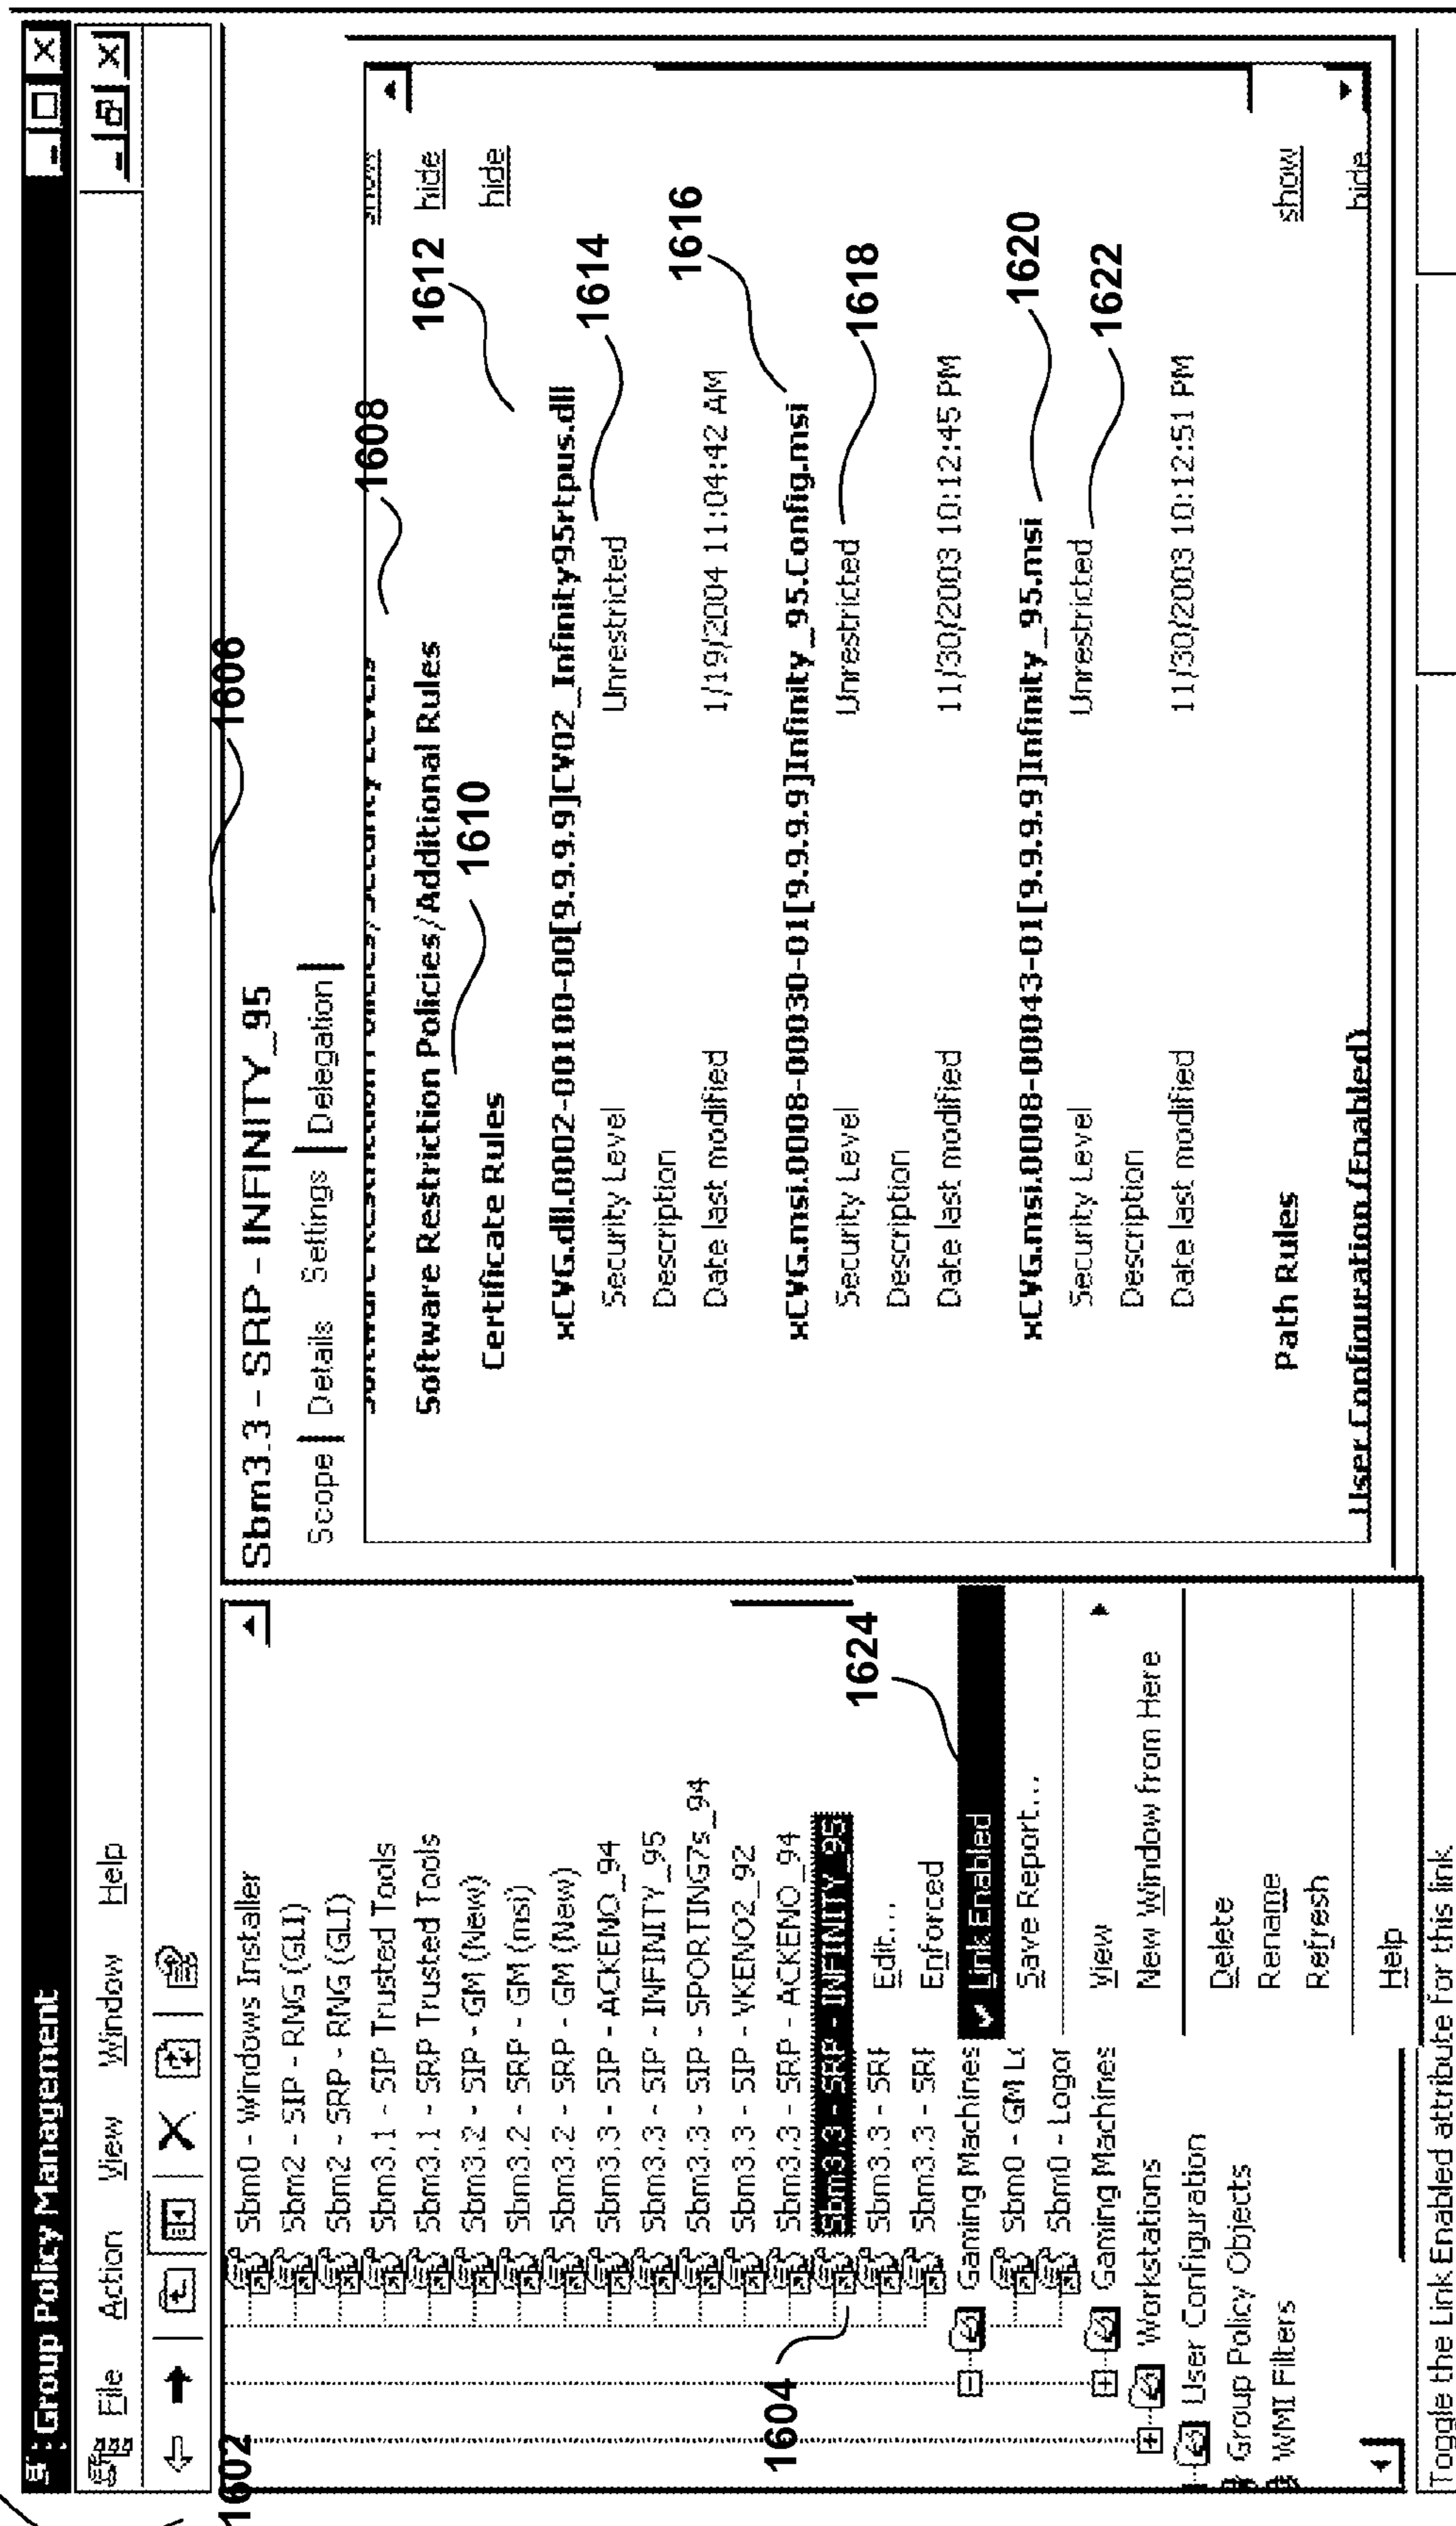 Group Policy Management
File Action View Window Help
1602
Sbm0 - Windows Installer
Sbm2 - SIP - RNG (GLI)
Sbm2 - SRP - RNG (GLI)
Sbm3.1 - SIP Trusted Tools
Sbm3.1 - SRP Trusted Tools
Sbm3.2 - SIP - GM (New)
Sbm3.2 - SRP - GM (msi)
Sbm3.2 - SRP - GM (New)
Sbm3.3 - SIP - ACKENO_94
Sbm3.3 - SIP - INFINITY_95
Sbm3.3 - SIP - SPORTING7s_94
Sbm3.3 - SIP - VKENO2_92
Sbm3.3 - SRP - ACKENO_94
1604
Sbm3.3 - SRP - INFINITY_95
Sbm3.3 - SRF
Sbm3.3 - SRF
Gaming Machines
Sbm0 - GM Lo
Sbm0 - Logor
Gaming Machines
Workstations
User Configuration
Group Policy Objects
WMI Filters
1624
Edit...
Enforced
Link Enabled
Save Report...
View
New Window from Here
Delete
Rename
Refresh
Help
1606
Sbm3.3 - SRP - INFINITY_95
Scope Details Settings Delegation
1608
Software Restriction Policies/Security Levels show
Software Restriction Policies/Additional Rules hide
1610
Certificate Rules hide
1612
xCVG.dll.0002-00100-00[9.9.9.9]CV02_Infinity95rtpus.dll
Security Level Unrestricted 1614
Description
Date last modified 1/19/2004 11:04:42 AM
1616
xCVG.msi.0008-00030-01[9.9.9.9]Infinity_95.Config.msi
Security Level Unrestricted 1618
Description
Date last modified 11/30/2003 10:12:45 PM
1620
xCVG.msi.0008-00043-01[9.9.9.9]Infinity_95.msi
Security Level Unrestricted 1622
Description
Date last modified 11/30/2003 10:12:51 PM
Path Rules show
User Configuration (Enabled) hide
Toggle the Link Enabled attribute for this link